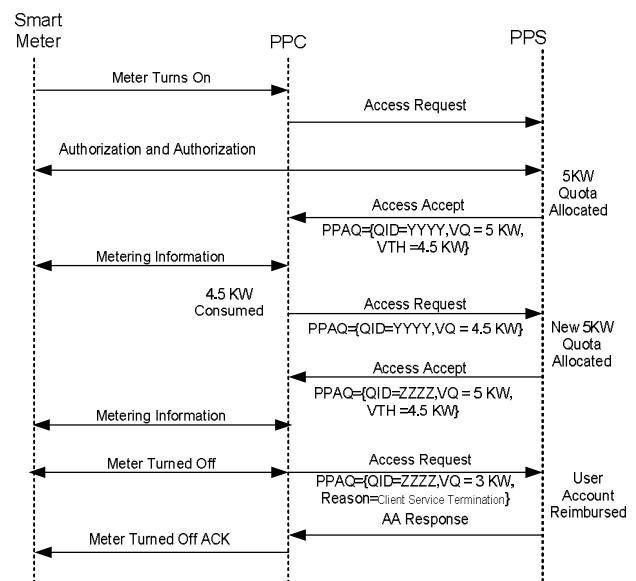 Smart
Meter
PPC
PPS
Meter Turns On
Access Request
Authorization and Authorization
5KW
Quota
Allocated
Access Accept
PPAQ={QID=YYYY,VQ = 5 KW,
VTH =4.5 KW}
Metering Information
4.5 KW
Consumed
Access Request
PPAQ={QID=YYYY,VQ = 4.5 KW}
New 5KW
Quota
Allocated
Access Accept
PPAQ={QID=ZZZZ,VQ = 5 KW,
VTH =4.5 KW}
Metering Information
Meter Turned Off
Access Request
PPAQ={QID=ZZZZ,VQ = 3 KW,
Reason=Client Service Termination}
User
Account
Reimbursed
AA Response
Meter Turned Off ACK